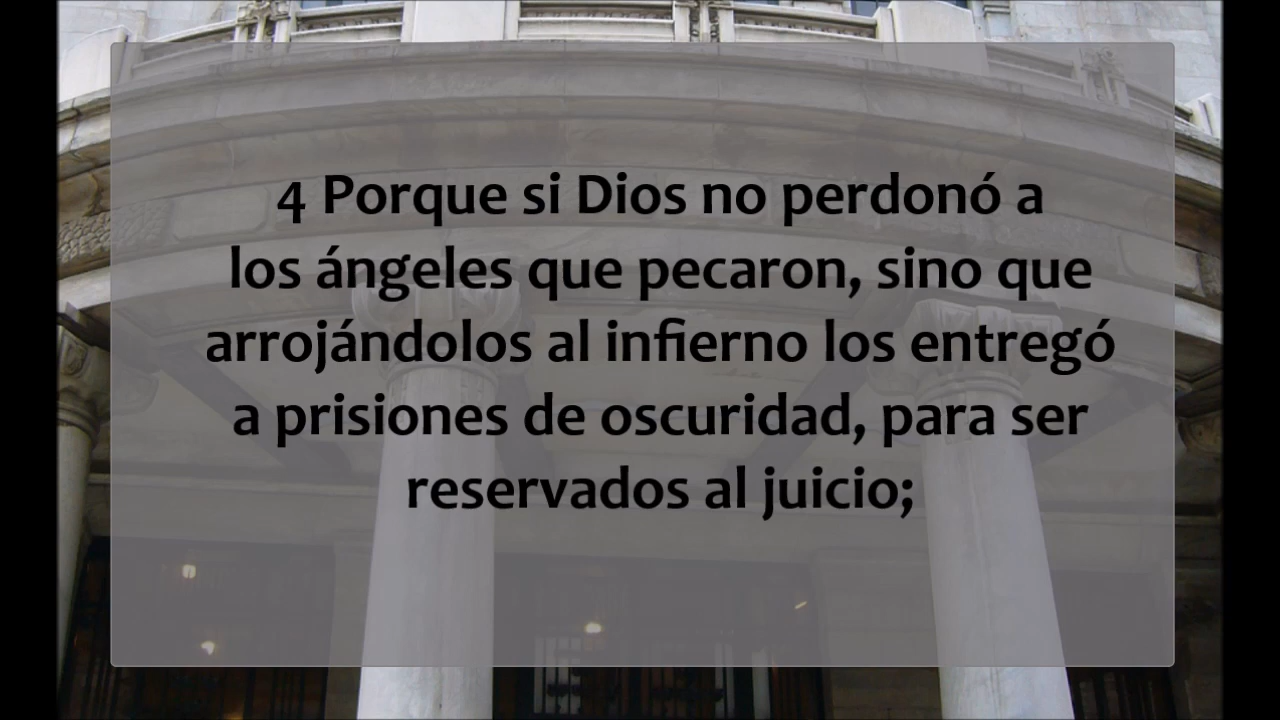 4 Porque si Dios no perdonó a
los ángeles que pecaron, sino que
arrojándolos al infierno los entregó
a prisiones de oscuridad, para ser
reservados al juicio;